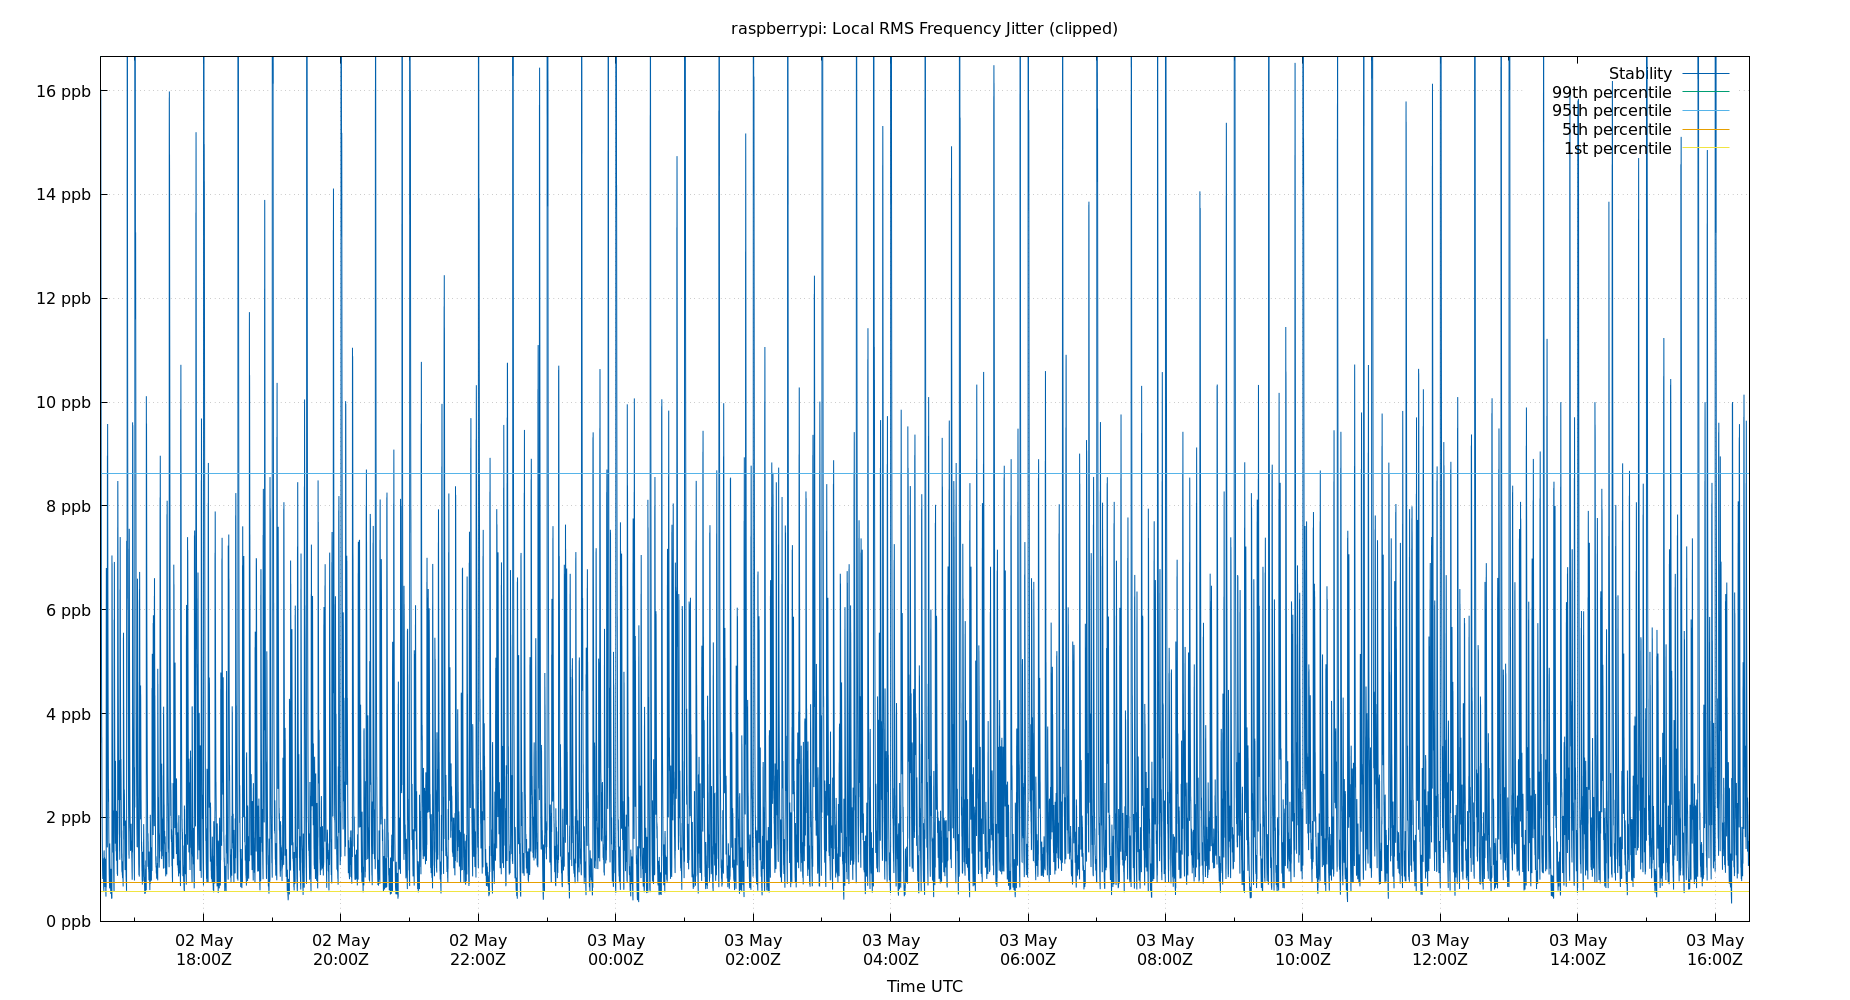 raspberrypi: Local RMS Frequency Jitter (clipped)
Stability
99th percentile
95th percentile
5th percentile
1st percentile
16 ppb
14 ppb
12 ppb
10 ppb
8 ppb
6 ppb
4 ppb
2 ppb
0 ppb
02 May 02 May 02 May 03 May 03 May 03 May 03 May 03 May 03 May 03 May 03 May 03 May
18:00Z 20:00Z 22:00Z 00:00Z 02:00Z 04:00Z 06:00Z 08:00Z 10:00Z 12:00Z 14:00Z 16:00Z
Time UTC